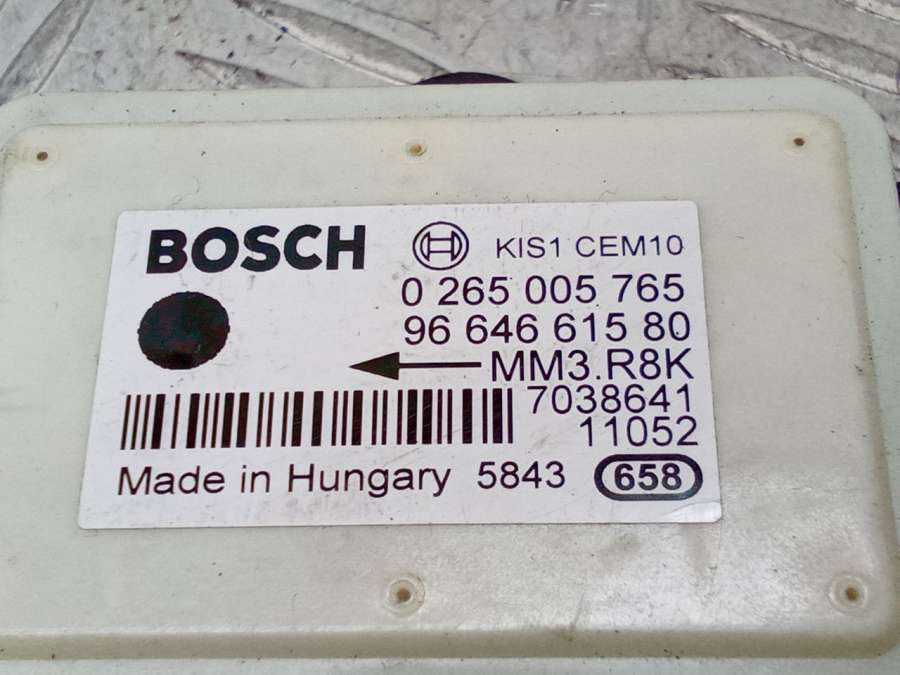 BOSCH KIS1 CEM10
0 265 005 765
96 646 615 80
MM3.R8K
7038641
11052
Made in Hungary 5843 658